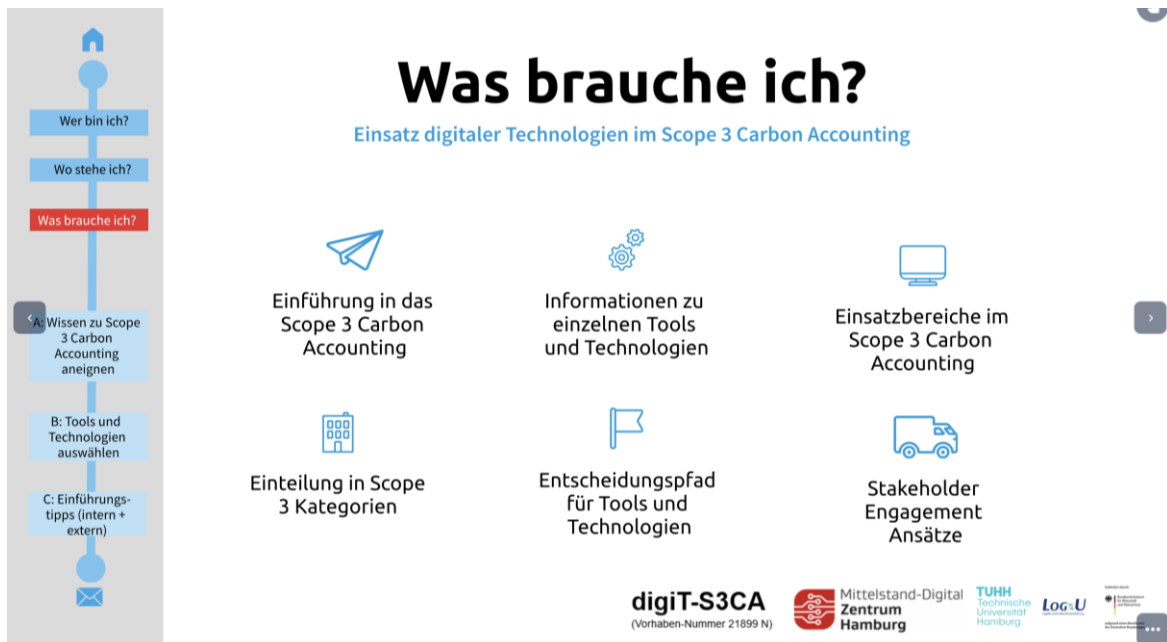 Wer bin ich?
Wo stehe ich?
Was brauche ich?
A: Wissen zu Scope
3 Carbon
Accounting
aneignen
B: Tools und
Technologien
auswählen
C: Einführungs-
tipps (intern +
extern)
Was brauche ich?
Einsatz digitaler Technologien im Scope 3 Carbon Accounting
Einführung in das
Scope 3 Carbon
Accounting
Informationen zu
einzelnen Tools
und Technologien
Einsatzbereiche im
Scope 3 Carbon
Accounting
Einteilung in Scope
3 Kategorien
Entscheidungspfad
für Tools und
Technologien
Stakeholder
Engagement
Ansätze
digiT-S3CA
(Vorhaben-Nummer 21899 N)
Mittelstand-Digital
Zentrum
Hamburg
TUHH
Technische
Universität
Hamburg
LOGU